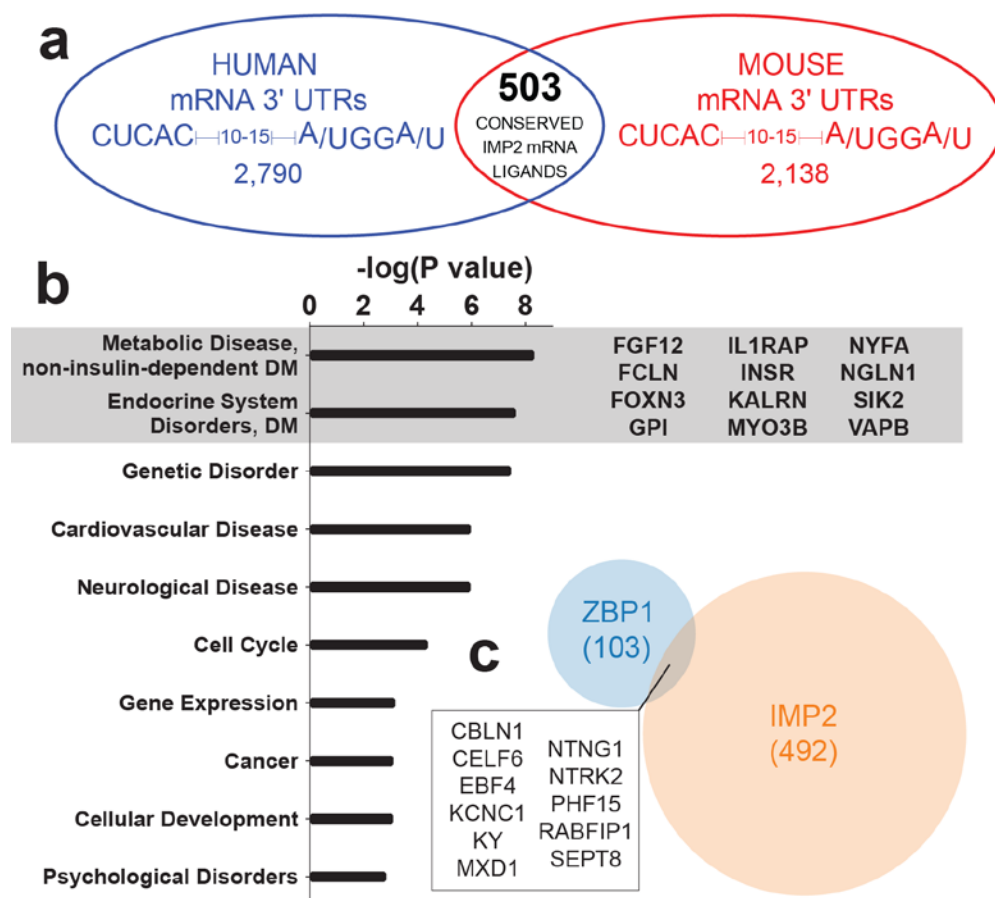 a
HUMAN
mRNA 3' UTRs
CUCAC⊢10-15⊣A/UGGA/U
2,790
503
CONSERVED
IMP2 mRNA
LIGANDS
MOUSE
mRNA 3' UTRs
CUCAC⊢10-15⊣A/UGGA/U
2,138
b
-log(P value)
0 2 4 6 8
Metabolic Disease,
non-insulin-dependent DM
Endocrine System
Disorders, DM
FGF12 IL1RAP NYFA
FCLN INSR NGLN1
FOXN3 KALRN SIK2
GPI MYO3B VAPB
Genetic Disorder
Cardiovascular Disease
Neurological Disease
Cell Cycle
Gene Expression
Cancer
Cellular Development
Psychological Disorders
c
ZBP1
(103)
IMP2
(492)
CBLN1
CELF6
EBF4
KCNC1
KY
MXD1
NTNG1
NTRK2
PHF15
RABFIP1
SEPT8